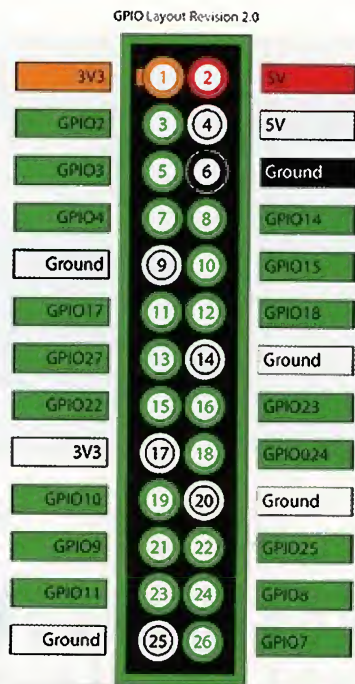 GPIO Layout Revision 2.0
3V3 1 2 5V
GPIO2 3 4 5V
GPIO3 5 6 Ground
GPIO4 7 8 GPIO14
Ground 9 10 GPIO15
GPIO17 11 12 GPIO18
GPIO27 13 14 Ground
GPIO22 15 16 GPIO23
3V3 17 18 GPIO024
GPIO10 19 20 Ground
GPIO9 21 22 GPIO25
GPIO11 23 24 GPIO8
Ground 25 26 GPIO7